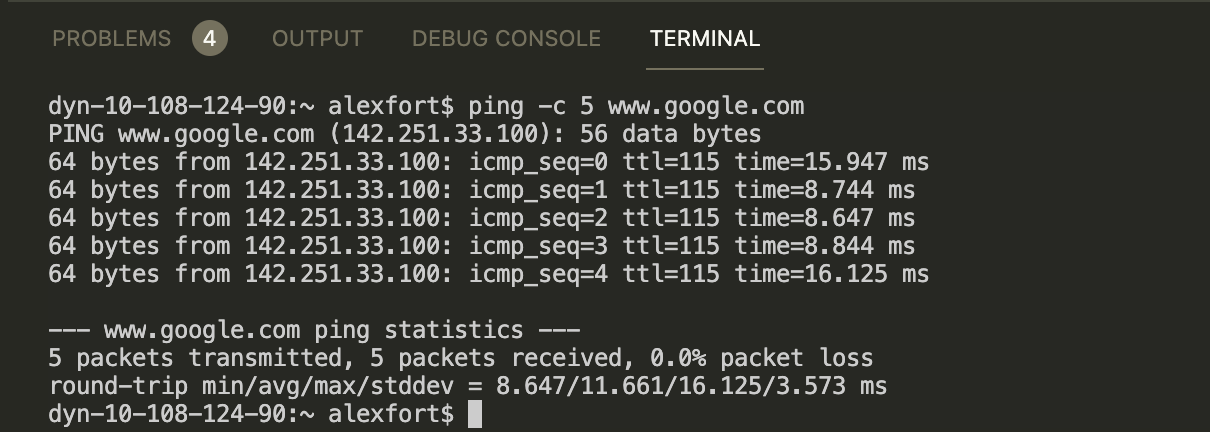 PROBLEMS 4 OUTPUT DEBUG CONSOLE TERMINAL
dyn-10-108-124-90:~ alexfort$ ping -c 5 www.google.com
PING www.google.com (142.251.33.100): 56 data bytes
64 bytes from 142.251.33.100: icmp_seq=0 ttl=115 time=15.947 ms
64 bytes from 142.251.33.100: icmp_seq=1 ttl=115 time=8.744 ms
64 bytes from 142.251.33.100: icmp_seq=2 ttl=115 time=8.647 ms
64 bytes from 142.251.33.100: icmp_seq=3 ttl=115 time=8.844 ms
64 bytes from 142.251.33.100: icmp_seq=4 ttl=115 time=16.125 ms

--- www.google.com ping statistics ---
5 packets transmitted, 5 packets received, 0.0% packet loss
round-trip min/avg/max/stddev = 8.647/11.661/16.125/3.573 ms
dyn-10-108-124-90:~ alexfort$